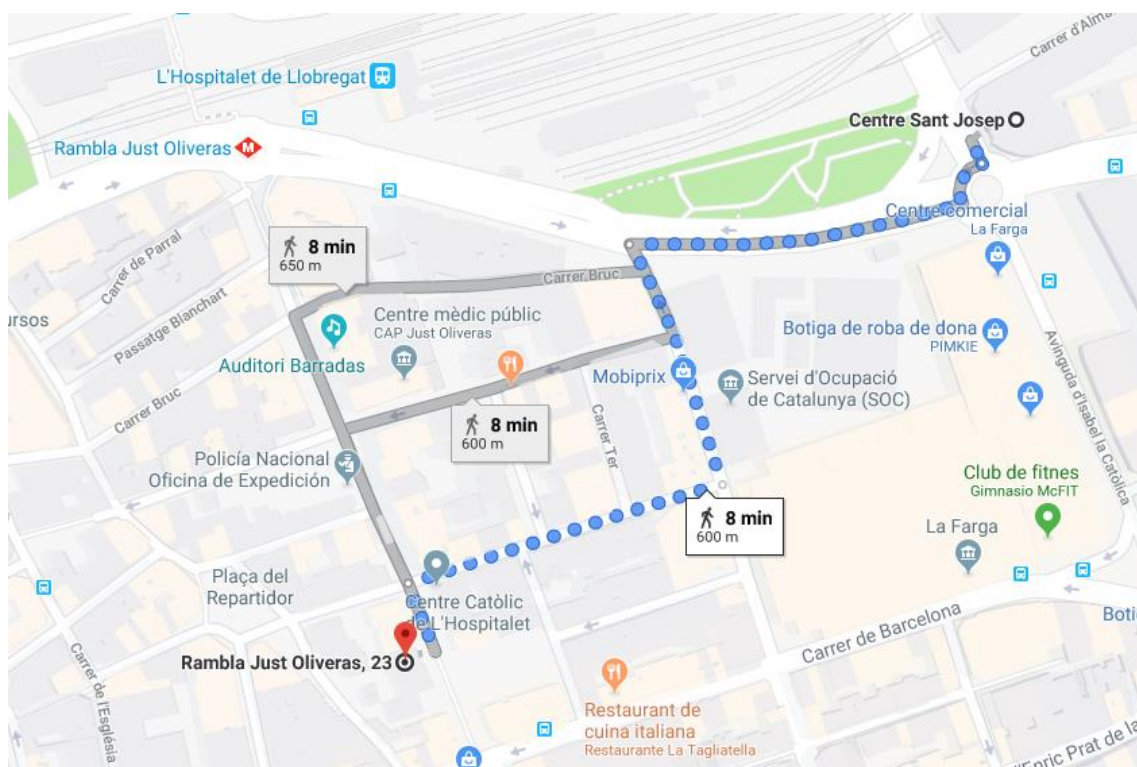 Carrer d'Alma
L'Hospitalet de Llobregat
Centre Sant Josep
Rambla Just Oliveras
M
Centre comercial
La Farga
8 min
650 m
Carrer de Parral
Carrer Bruc
Passatge Blanchart
Centre mèdic públic
CAP Just Oliveras
ursos
Auditori Barradas
Botiga de roba de dona
PIMKIE
Mobiprix
Servei d'Ocupació
de Catalunya (SOC)
Avinguda d'Isabel la Catòlica
Carrer Bruc
8 min
600 m
Carrer Ter
Policía Nacional
Oficina de Expedición
Club de fitnes
Gimnasio McFIT
8 min
600 m
La Farga
Plaça del
Repartidor
Centre Catòlic
de L'Hospitalet
Carrer de Barcelona
Boti
Rambla Just Oliveras, 23
Carrer de l'Església
Restaurant de
cuina italiana
Restaurante La Tagliatella
l'Enric Prat de la